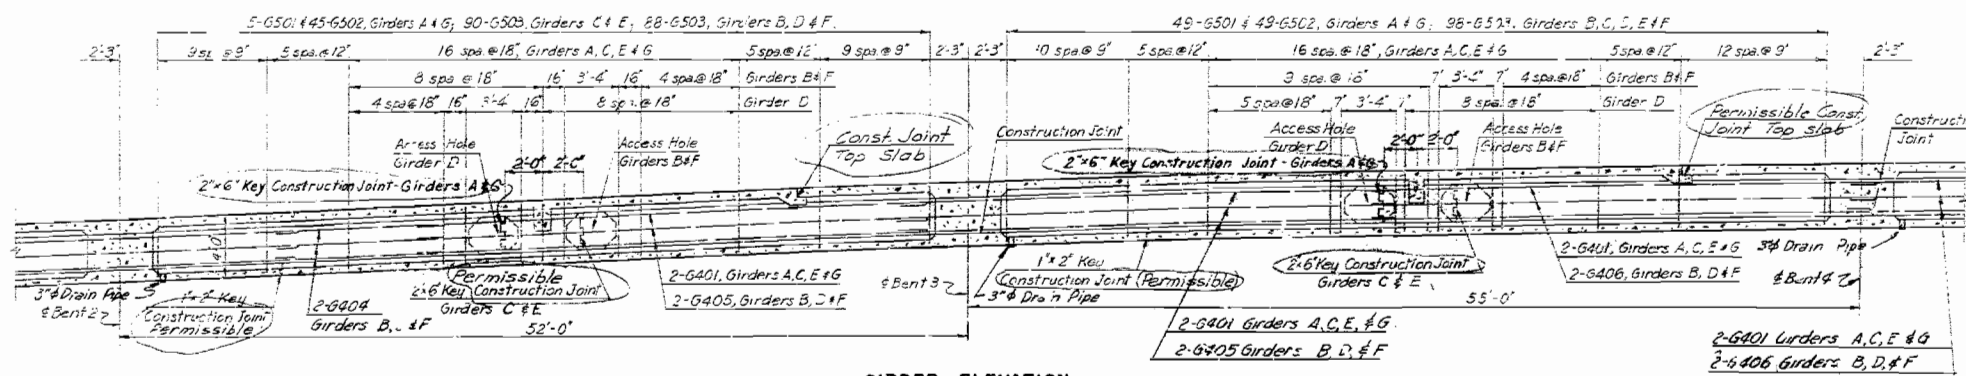 5-G501 & 45-G502, Girders A & G; 90-G503, Girders C & E; 88-G503, Girders B, D & F.
49-G501 & 49-G502, Girders A & G; 98-G503, Girders B, C, D, E & F
2'-3" 9 @ 9" 5 spa. @ 12" 16 spa. @ 18", Girders A, C, E & G 5 spa. @ 12" 9 spa. @ 9" 2'-3" 2'-3" 10 spa. @ 9" 5 spa. @ 12" 16 spa. @ 18", Girders A, C, E & G 5 spa. @ 12" 12 spa. @ 9" 2'-3"
8 spa. @ 18" 16" 3'-4" 16" 4 spa. @ 18" Girders B & F
spa. @ 18" 7" 3'-4" 7" 4 spa. @ 18" Girders B & F
4 spa. @ 18" 16" 3'-4" 16" 8 spa. @ 18" Girder D
5 spa. @ 18" 7" 3'-4" 7" 8 spa. @ 18" Girder D
Access Hole
Girder D
2'-0" 2'-0"
Access Hole
Girders B & F
Const. Joint
Top Slab
Construction Joint
Access Hole
Girder D
2'-0" 2'-0"
Access Hole
Girders B & F
Permissible Const.
Joint Top Slab
Construction
Joint
2"x6" Key Construction Joint - Girders A & G
2"x6" Key Construction Joint - Girders A & G
4'-0"
3"ϕ Drain Pipe
℄ Bent 2
1"x2" Key
Construction Joint
Permissible
2-G404
Girders B, & F
Permissible
2x6 Key Construction Joint
Girders C & E
2-G401, Girders A, C, E & G
2-G405, Girders B, D & F
52'-0"
℄ Bent 3
3"ϕ Drain Pipe
1"x2" Key
Construction Joint (Permissible)
2x6 Key Construction Joint
Girders C & E
2-G401, Girders A, C, E & G
2-G406, Girders B, D & F
3"ϕ Drain Pipe
℄ Bent 4
55'-0"
2-G401 Girders A, C, E, & G.
2-G405 Girders B, D, & F
2-G401 Girders A, C, E & G
2-G406 Girders B, D, & F